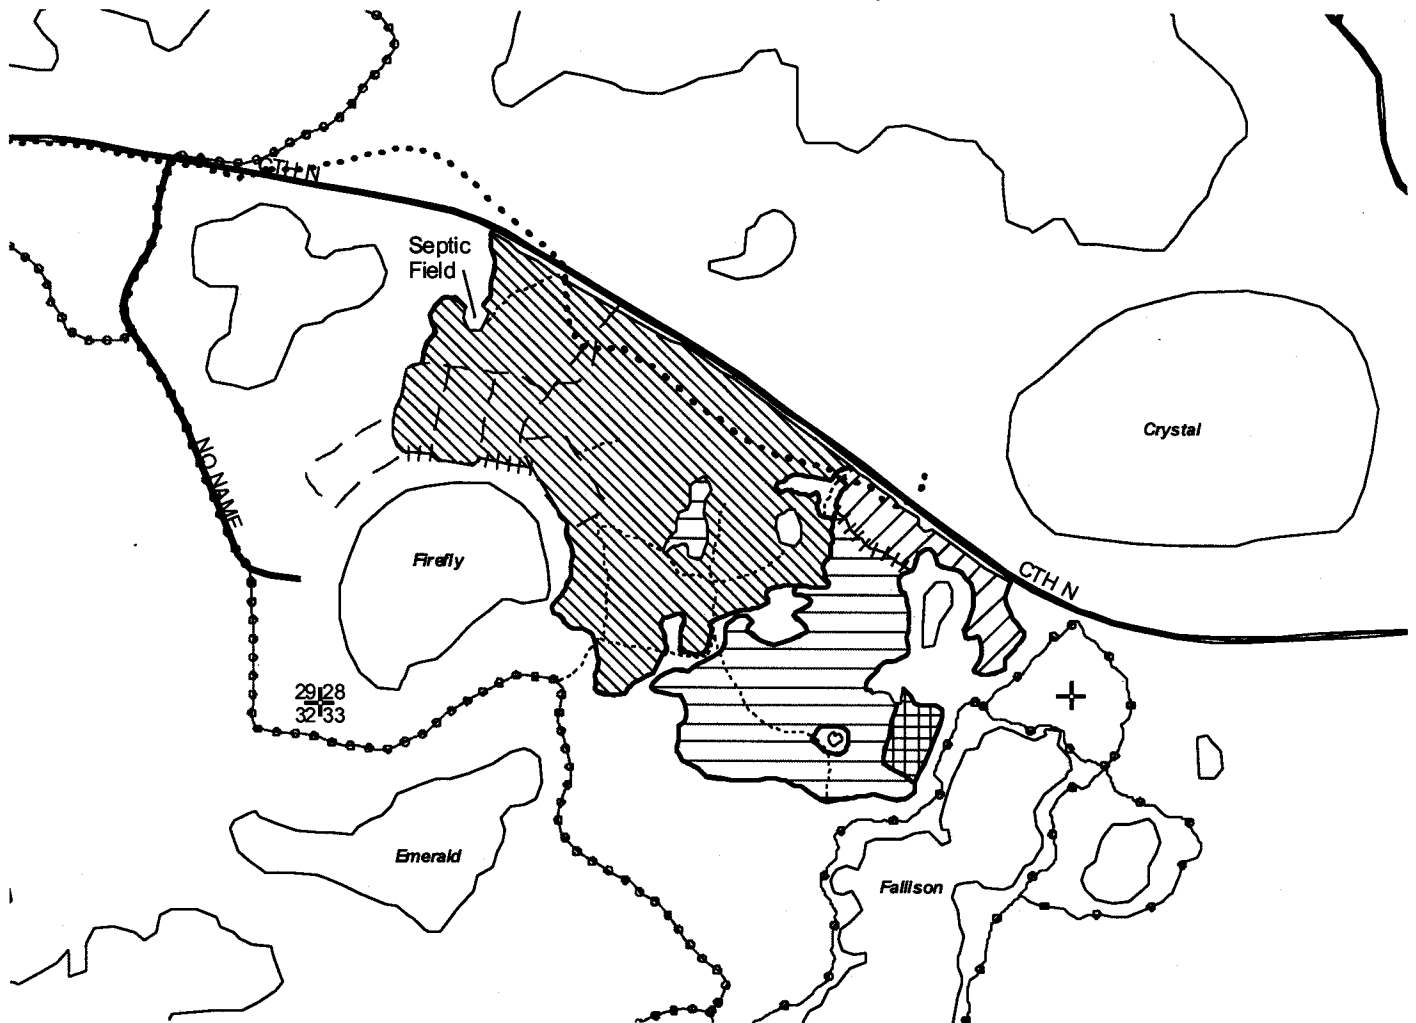 CTH N
Septic
Field
Crystal
NO NAME
Firefly
CTH N
29 28
32 33
Emerald
Fallison